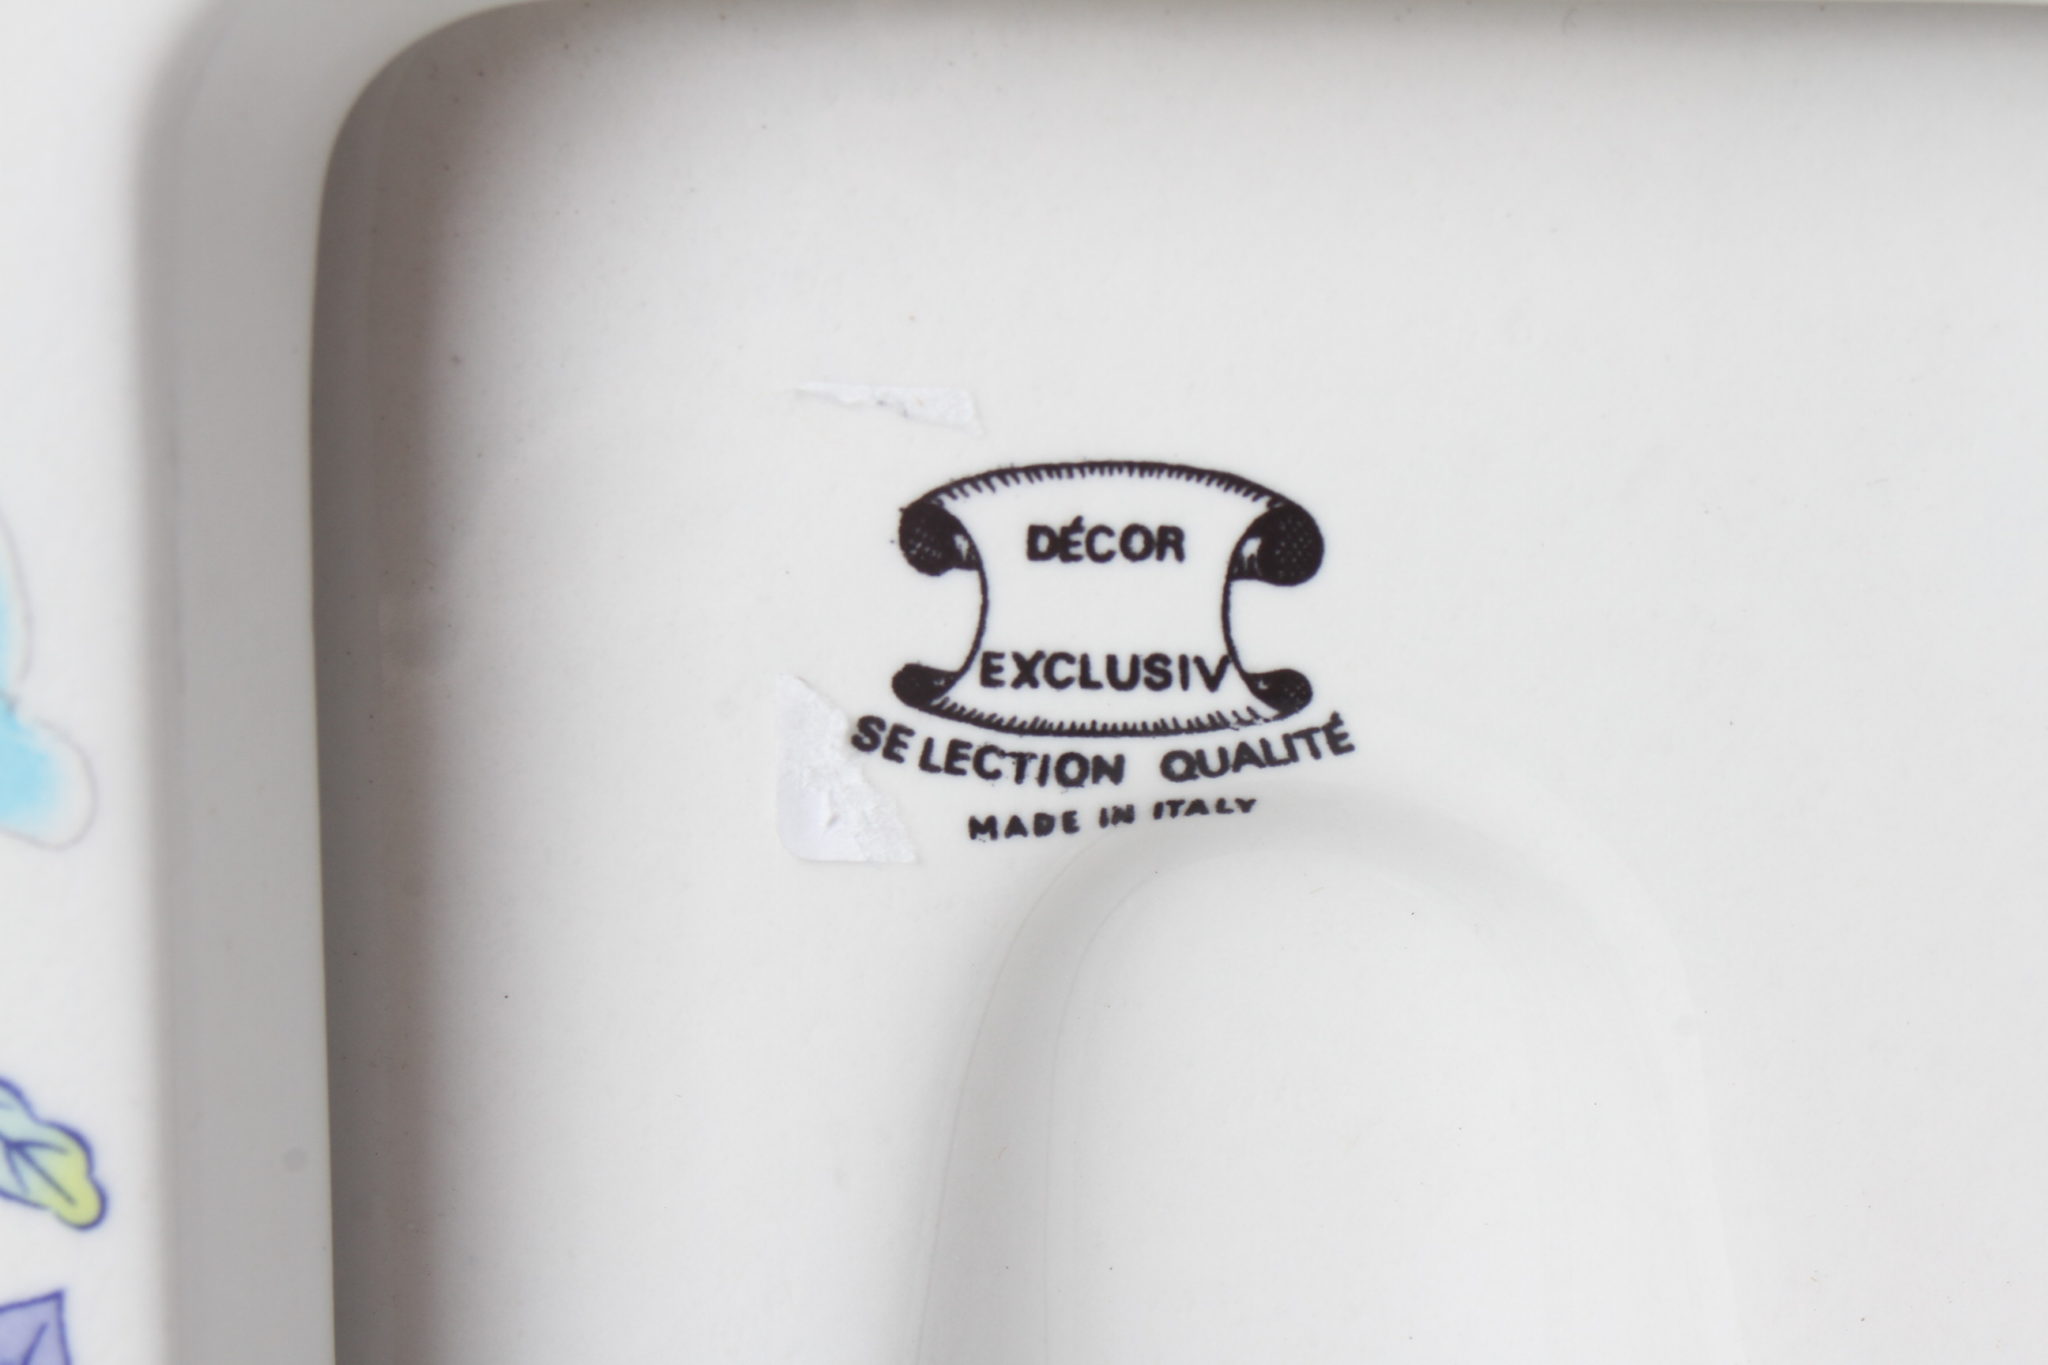 DÉCOR
EXCLUSIV
SELECTION QUALITÉ
MADE IN ITALY